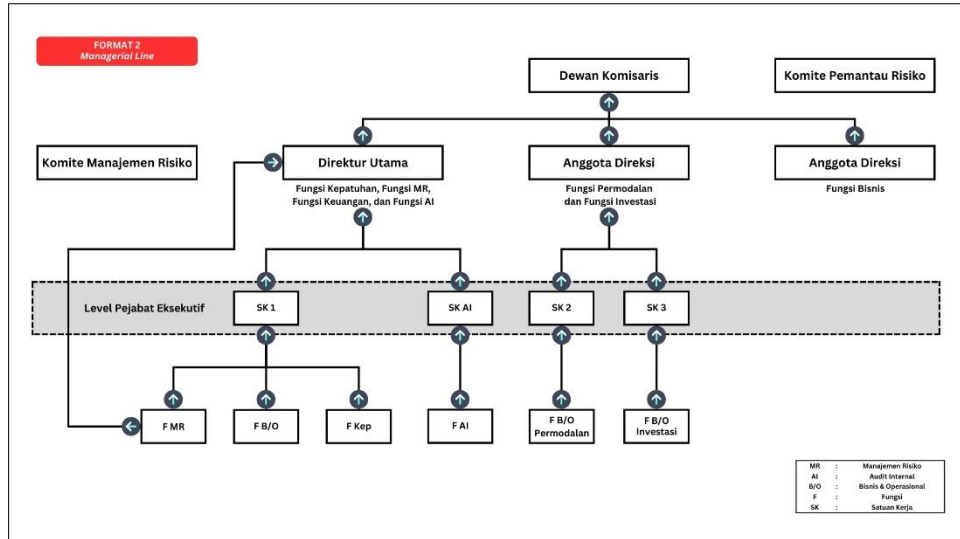 FORMAT 2
Managerial Line
Dewan Komisaris
Komite Pemantau Risiko
Komite Manajemen Risiko
Direktur Utama
Anggota Direksi
Anggota Direksi
Fungsi Kepatuhan, Fungsi MR,
Fungsi Keuangan, dan Fungsi AI
Fungsi Permodalan
dan Fungsi Investasi
Fungsi Bisnis
Level Pejabat Eksekutif
SK 1
SK AI
SK 2
SK 3
F MR
F B/O
F Kep
F AI
F B/O
Permodalan
F B/O
Investasi
MR : Manajemen Risiko
AI : Audit Internal
B/O : Bisnis & Operasional
F : Fungsi
SK : Satuan Kerja